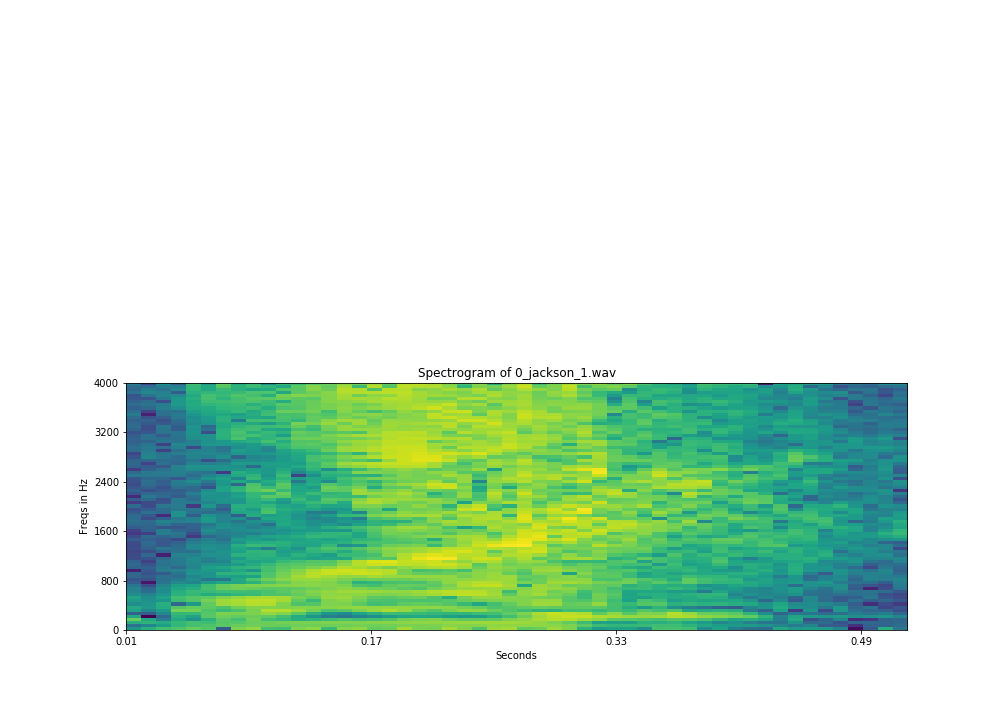 Spectrogram of 0_jackson_1.wav
4000
3200
2400
1600
800
0
Freqs in Hz
0.01 0.17 0.33 0.49
Seconds